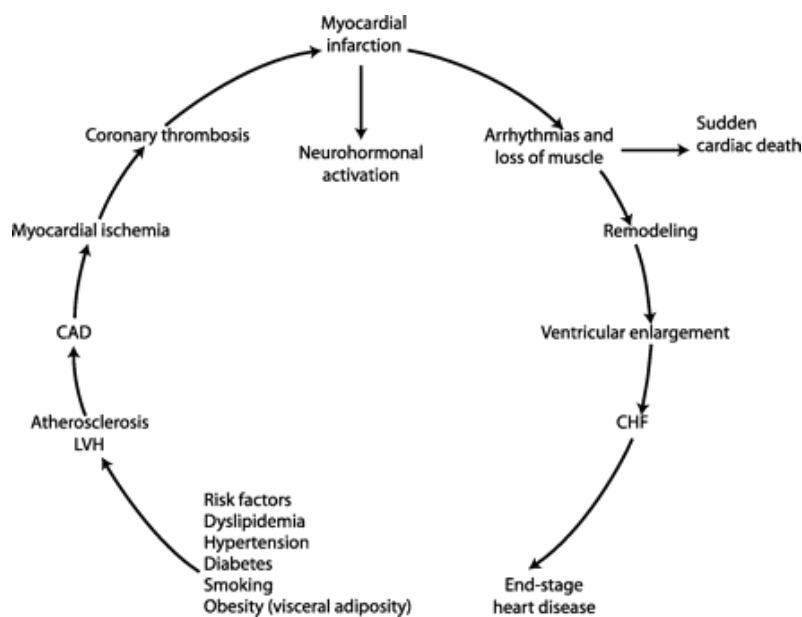 Myocardial
infarction
Coronary thrombosis
Neurohormonal
activation
Arrhythmias and
loss of muscle
Sudden
cardiac death
Myocardial ischemia
Remodeling
CAD
Ventricular enlargement
Atherosclerosis
LVH
CHF
Risk factors
Dyslipidemia
Hypertension
Diabetes
Smoking
Obesity (visceral adiposity)
End-stage
heart disease